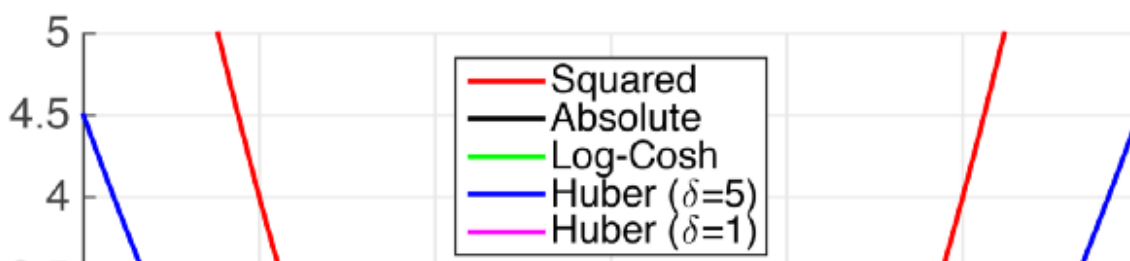 5
4.5
4
Squared
Absolute
Log-Cosh
Huber (δ=5)
Huber (δ=1)